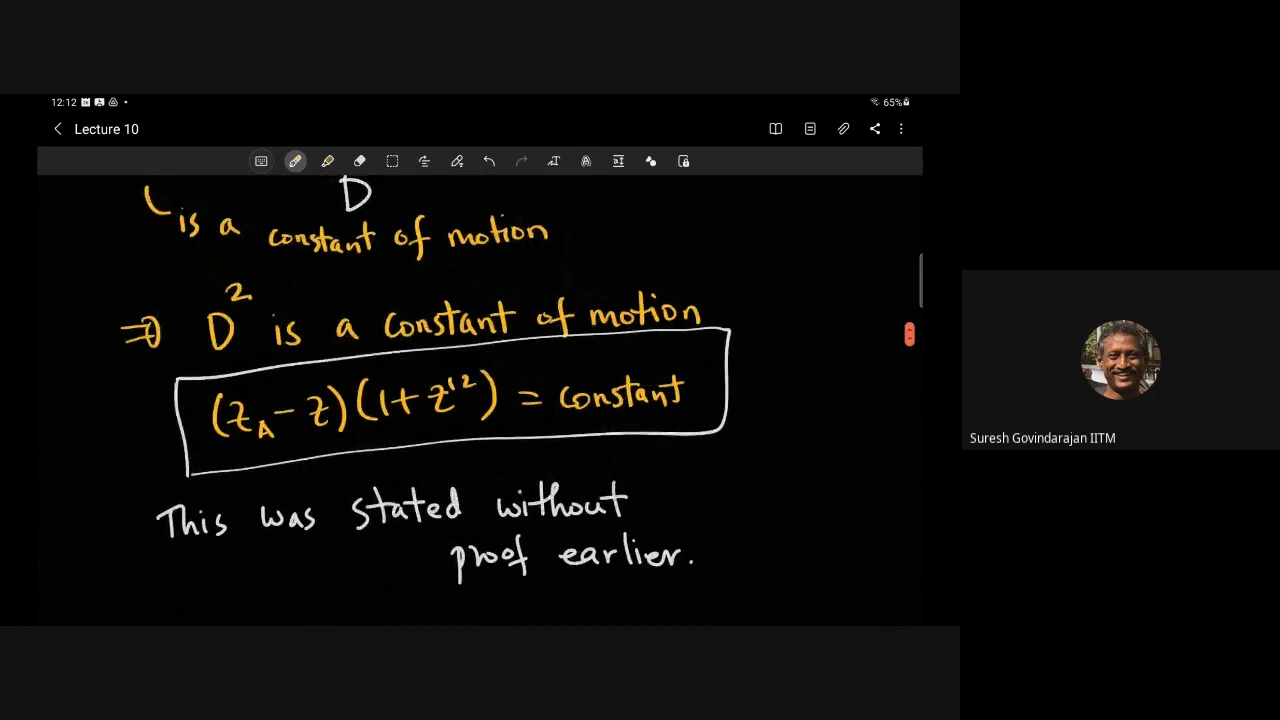 12:12
65%
Lecture 10
D
is a constant of motion
⇒ D² is a constant of motion
(z_A - z)(1 + z'²) = constant
This was stated without
proof earlier.
Suresh Govindarajan IITM